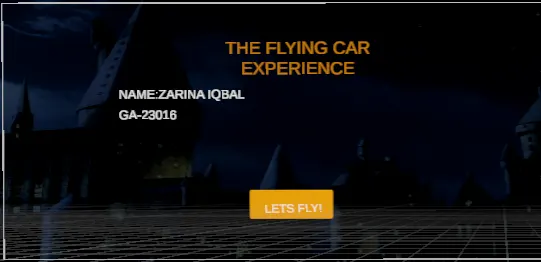 THE FLYING CAR
EXPERIENCE
NAME:ZARINA IQBAL
GA-23016
LETS FLY!